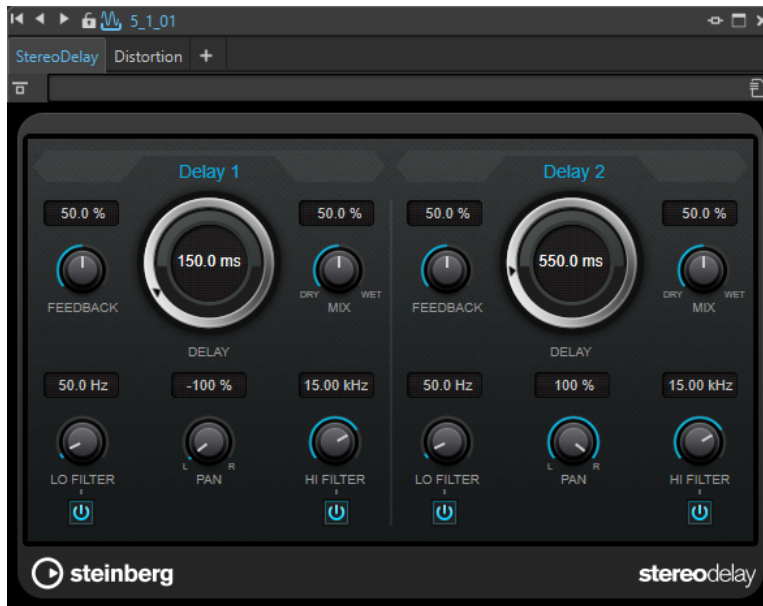 5_1_01
StereoDelay Distortion +
Delay 1 Delay 2
50.0 % 50.0 % 50.0 % 50.0 %
150.0 ms 550.0 ms
DRY WET DRY WET
FEEDBACK MIX FEEDBACK MIX
DELAY DELAY
50.0 Hz -100 % 15.00 kHz 50.0 Hz 100 % 15.00 kHz
L R L R
LO FILTER PAN HI FILTER LO FILTER PAN HI FILTER
steinberg stereodelay